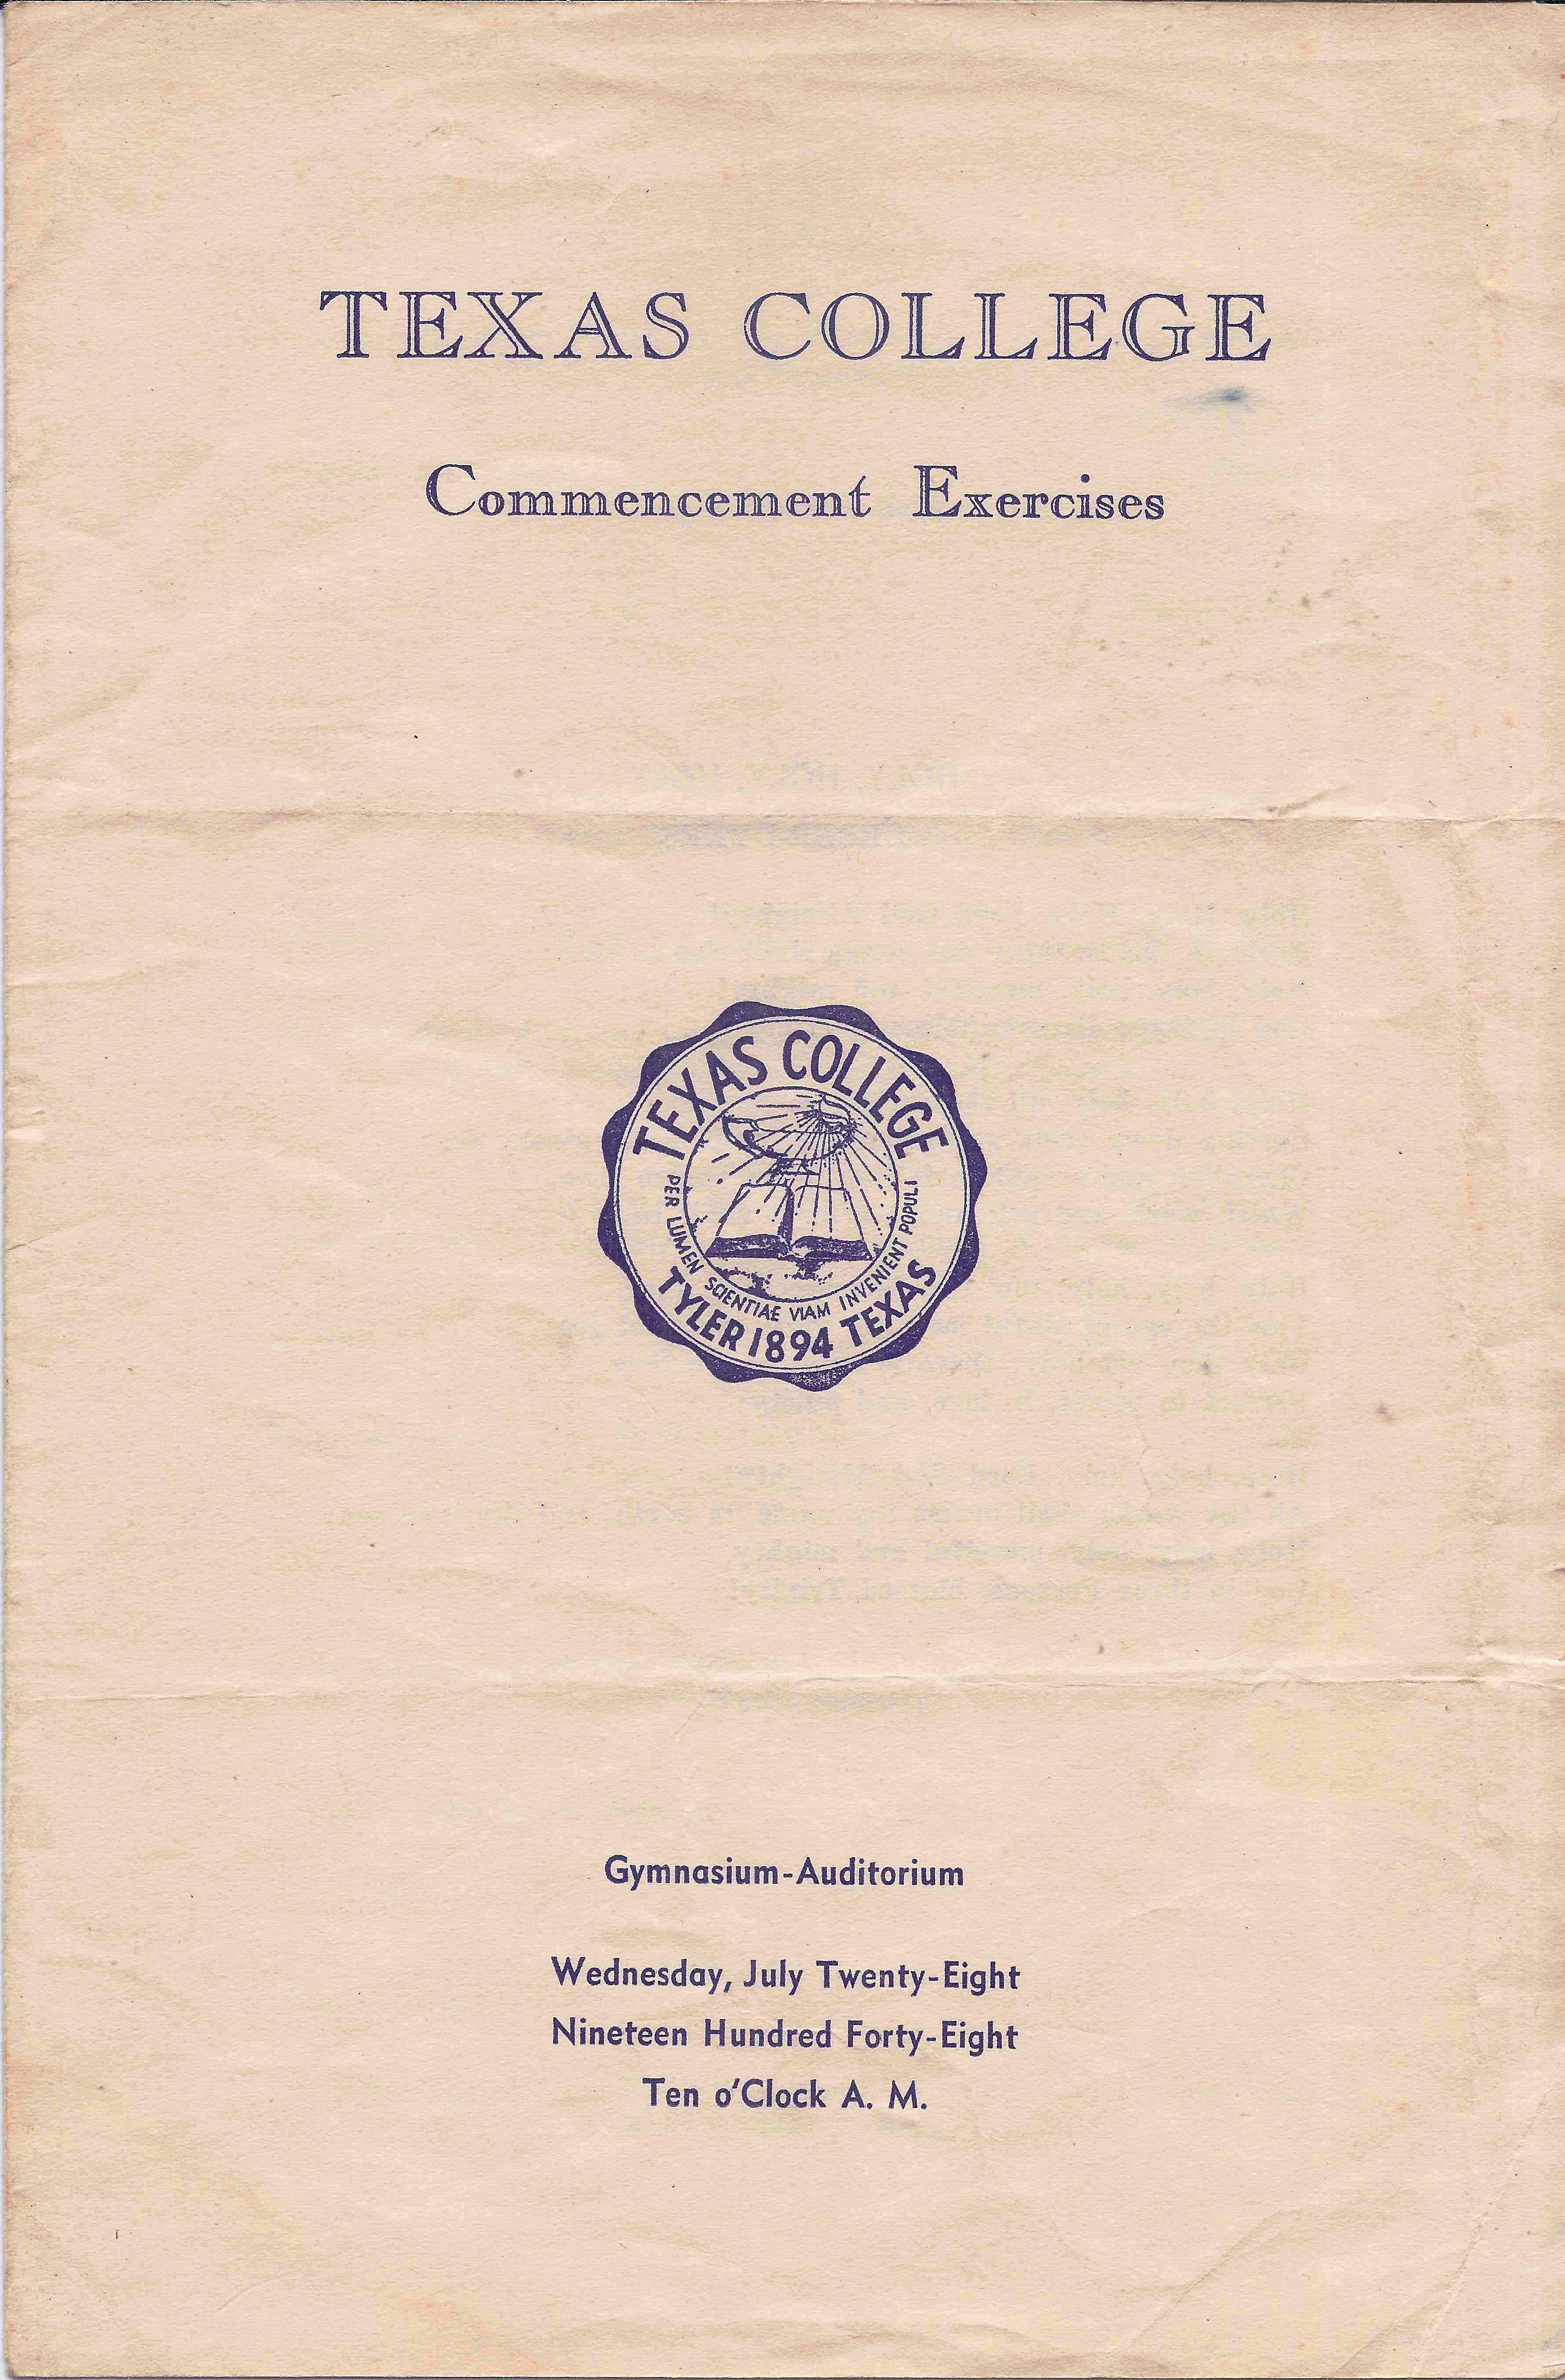 TEXAS COLLEGE
Commencement Exercises
TEXAS COLLEGE
PER LUMEN SCIENTIAE VIAM INVENIENT POPULI
TYLER 1894 TEXAS
Gymnasium-Auditorium
Wednesday, July Twenty-Eight
Nineteen Hundred Forty-Eight
Ten o'Clock A. M.